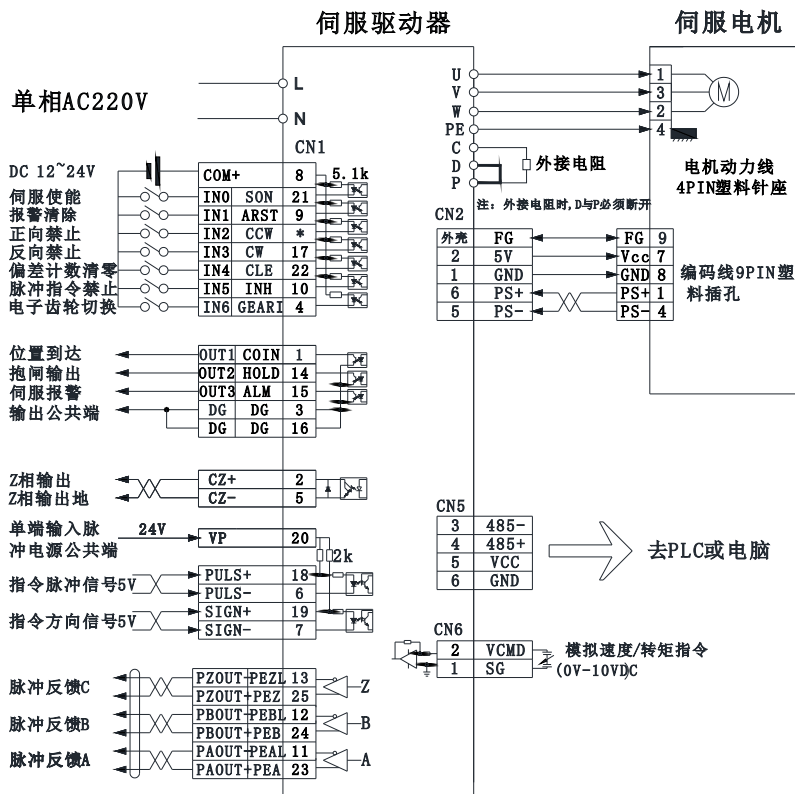 伺服驱动器
伺服电机
单相AC220V
L
N
CN1
DC 12~24V
COM+ 8
5.1k
伺服使能 IN0 SON 21
报警清除 IN1 ARST 9
正向禁止 IN2 CCW *
反向禁止 IN3 CW 17
偏差计数清零 IN4 CLE 22
脉冲指令禁止 IN5 INH 10
电子齿轮切换 IN6 GEARI 4
位置到达 OUT1 COIN 1
抱闸输出 OUT2 HOLD 14
伺服报警 OUT3 ALM 15
输出公共端 DG DG 3
DG DG 16
Z相输出 CZ+ 2
Z相输出地 CZ- 5
单端输入脉
冲电源公共端
24V
VP 20
2k
指令脉冲信号5V
PULS+ 18
PULS- 6
指令方向信号5V
SIGN+ 19
SIGN- 7
脉冲反馈C
PZOUT-PEZL 13
PZOUT+PEZ 25
Z
脉冲反馈B
PBOUT-PEBL 12
PBOUT+PEB 24
B
脉冲反馈A
PAOUT-PEAL 11
PAOUT+PEA 23
A
U 1
V 3
W 2
PE 4
M
C
D
P
外接电阻
注: 外接电阻时,D与P必须断开
电机动力线
4PIN塑料针座
CN2
外壳 FG FG 9
2 5V Vcc 7
1 GND GND 8
6 PS+ PS+ 1
5 PS- PS- 4
编码线9PIN塑
料插孔
CN5
3 485-
4 485+
5 VCC
6 GND
去PLC或电脑
CN6
2 VCMD
1 SG
模拟速度/转矩指令
(0V-10VDC